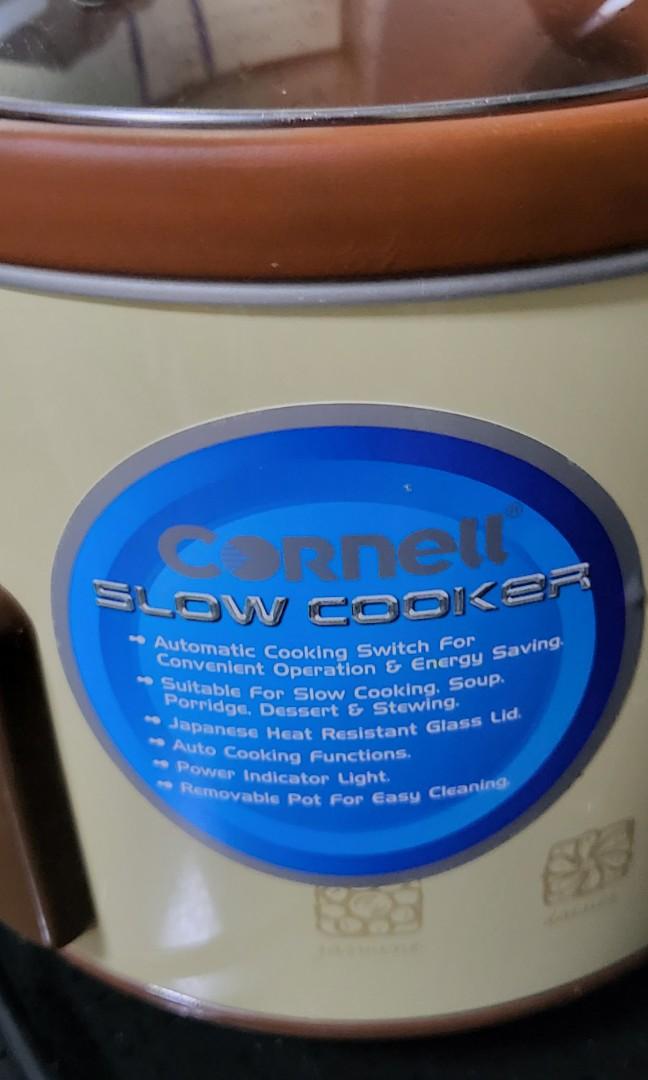 Cornell®
SLOW COOKER
Automatic Cooking Switch For
Convenient Operation & Energy Saving.
Suitable For Slow Cooking, Soup,
Porridge, Dessert & Stewing.
Japanese Heat Resistant Glass Lid.
Auto Cooking Functions.
Power Indicator Light.
Removable Pot For Easy Cleaning.